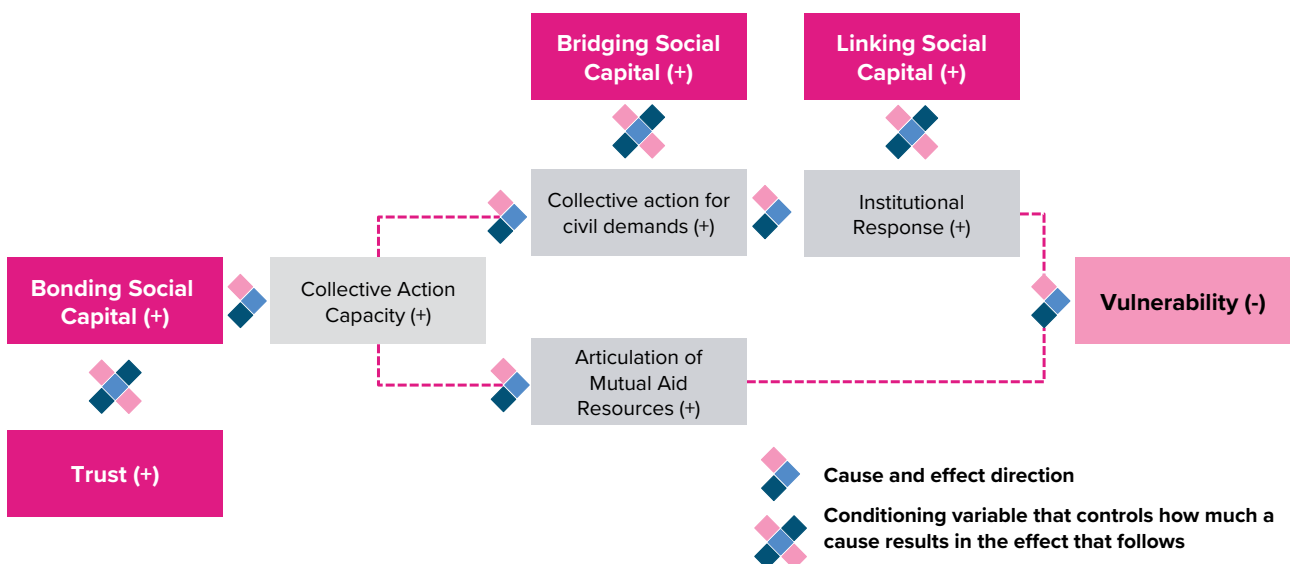 Bridging Social
Capital (+)
Linking Social
Capital (+)
Collective action for
civil demands (+)
Institutional
Response (+)
Bonding Social
Capital (+)
Collective Action
Capacity (+)
Vulnerability (-)
Articulation of
Mutual Aid
Resources (+)
Trust (+)
Cause and effect direction
Conditioning variable that controls how much a
cause results in the effect that follows